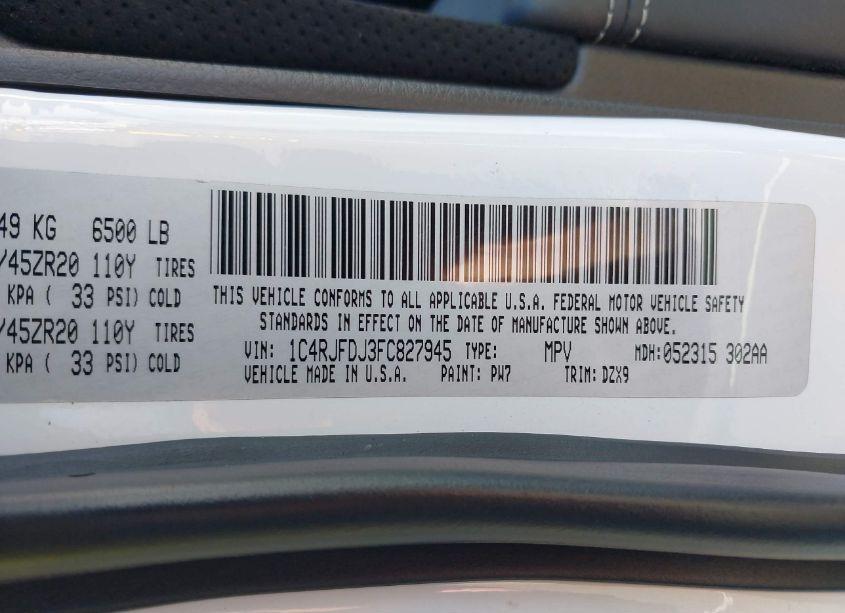 49 KG 6500 LB
/45ZR20 110Y TIRES
KPA ( 33 PSI) COLD
/45ZR20 110Y TIRES
KPA ( 33 PSI) COLD
THIS VEHICLE CONFORMS TO ALL APPLICABLE U.S.A. FEDERAL MOTOR VEHICLE SAFETY
STANDARDS IN EFFECT ON THE DATE OF MANUFACTURE SHOWN ABOVE.
VIN: 1C4RJFDJ3FC827945 TYPE: MPV MDH:052315 302AA
VEHICLE MADE IN U.S.A. PAINT: PW7 TRIM: DZX9